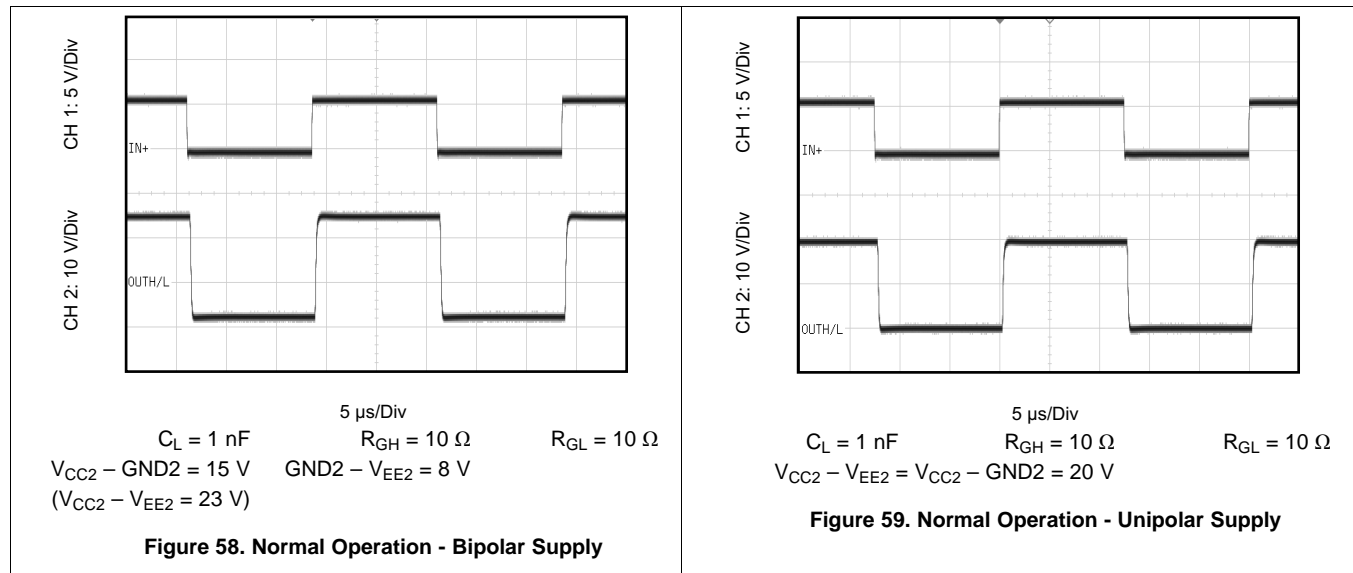 CH 1: 5 V/Div
IN+
CH 2: 10 V/Div
OUTH/L
5 µs/Div
C_L = 1 nF R_GH = 10 Ω R_GL = 10 Ω
V_CC2 – GND2 = 15 V GND2 – V_EE2 = 8 V
(V_CC2 – V_EE2 = 23 V)
Figure 58. Normal Operation - Bipolar Supply
CH 1: 5 V/Div
IN+
CH 2: 10 V/Div
OUTH/L
5 µs/Div
C_L = 1 nF R_GH = 10 Ω R_GL = 10 Ω
V_CC2 – V_EE2 = V_CC2 – GND2 = 20 V
Figure 59. Normal Operation - Unipolar Supply